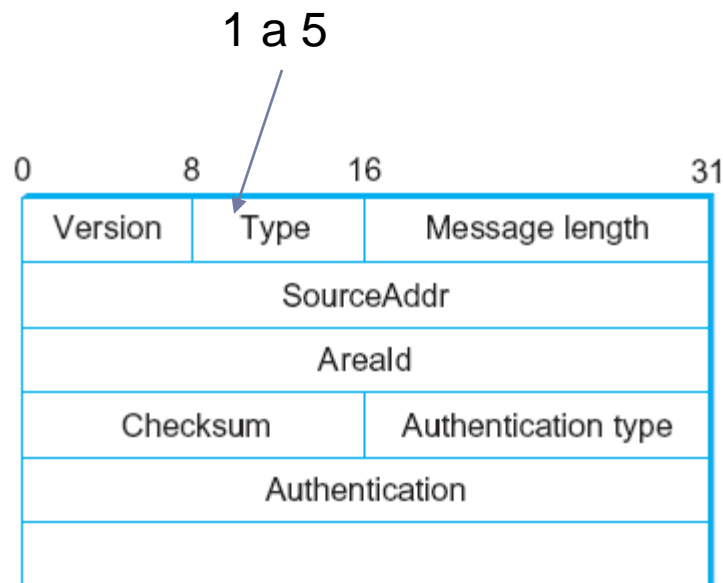 1 a 5
0 8 16 31
Version Type Message length
SourceAddr
AreaId
Checksum Authentication type
Authentication